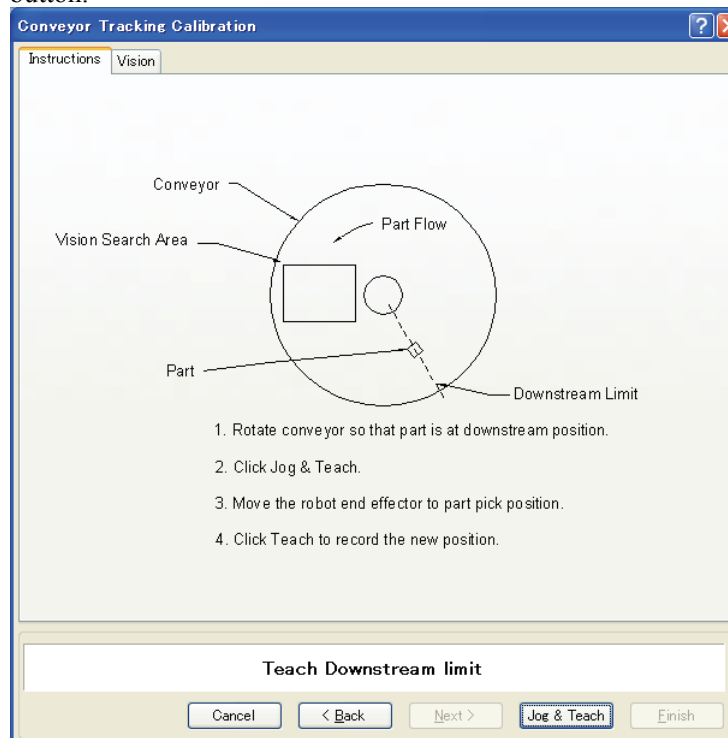 button.
Conveyor Tracking Calibration
Instructions Vision
Conveyor
Part Flow
Vision Search Area
Part
Downstream Limit
1. Rotate conveyor so that part is at downstream position.
2. Click Jog & Teach.
3. Move the robot end effector to part pick position.
4. Click Teach to record the new position.
Teach Downstream limit
Cancel < Back Next > Jog & Teach Finish